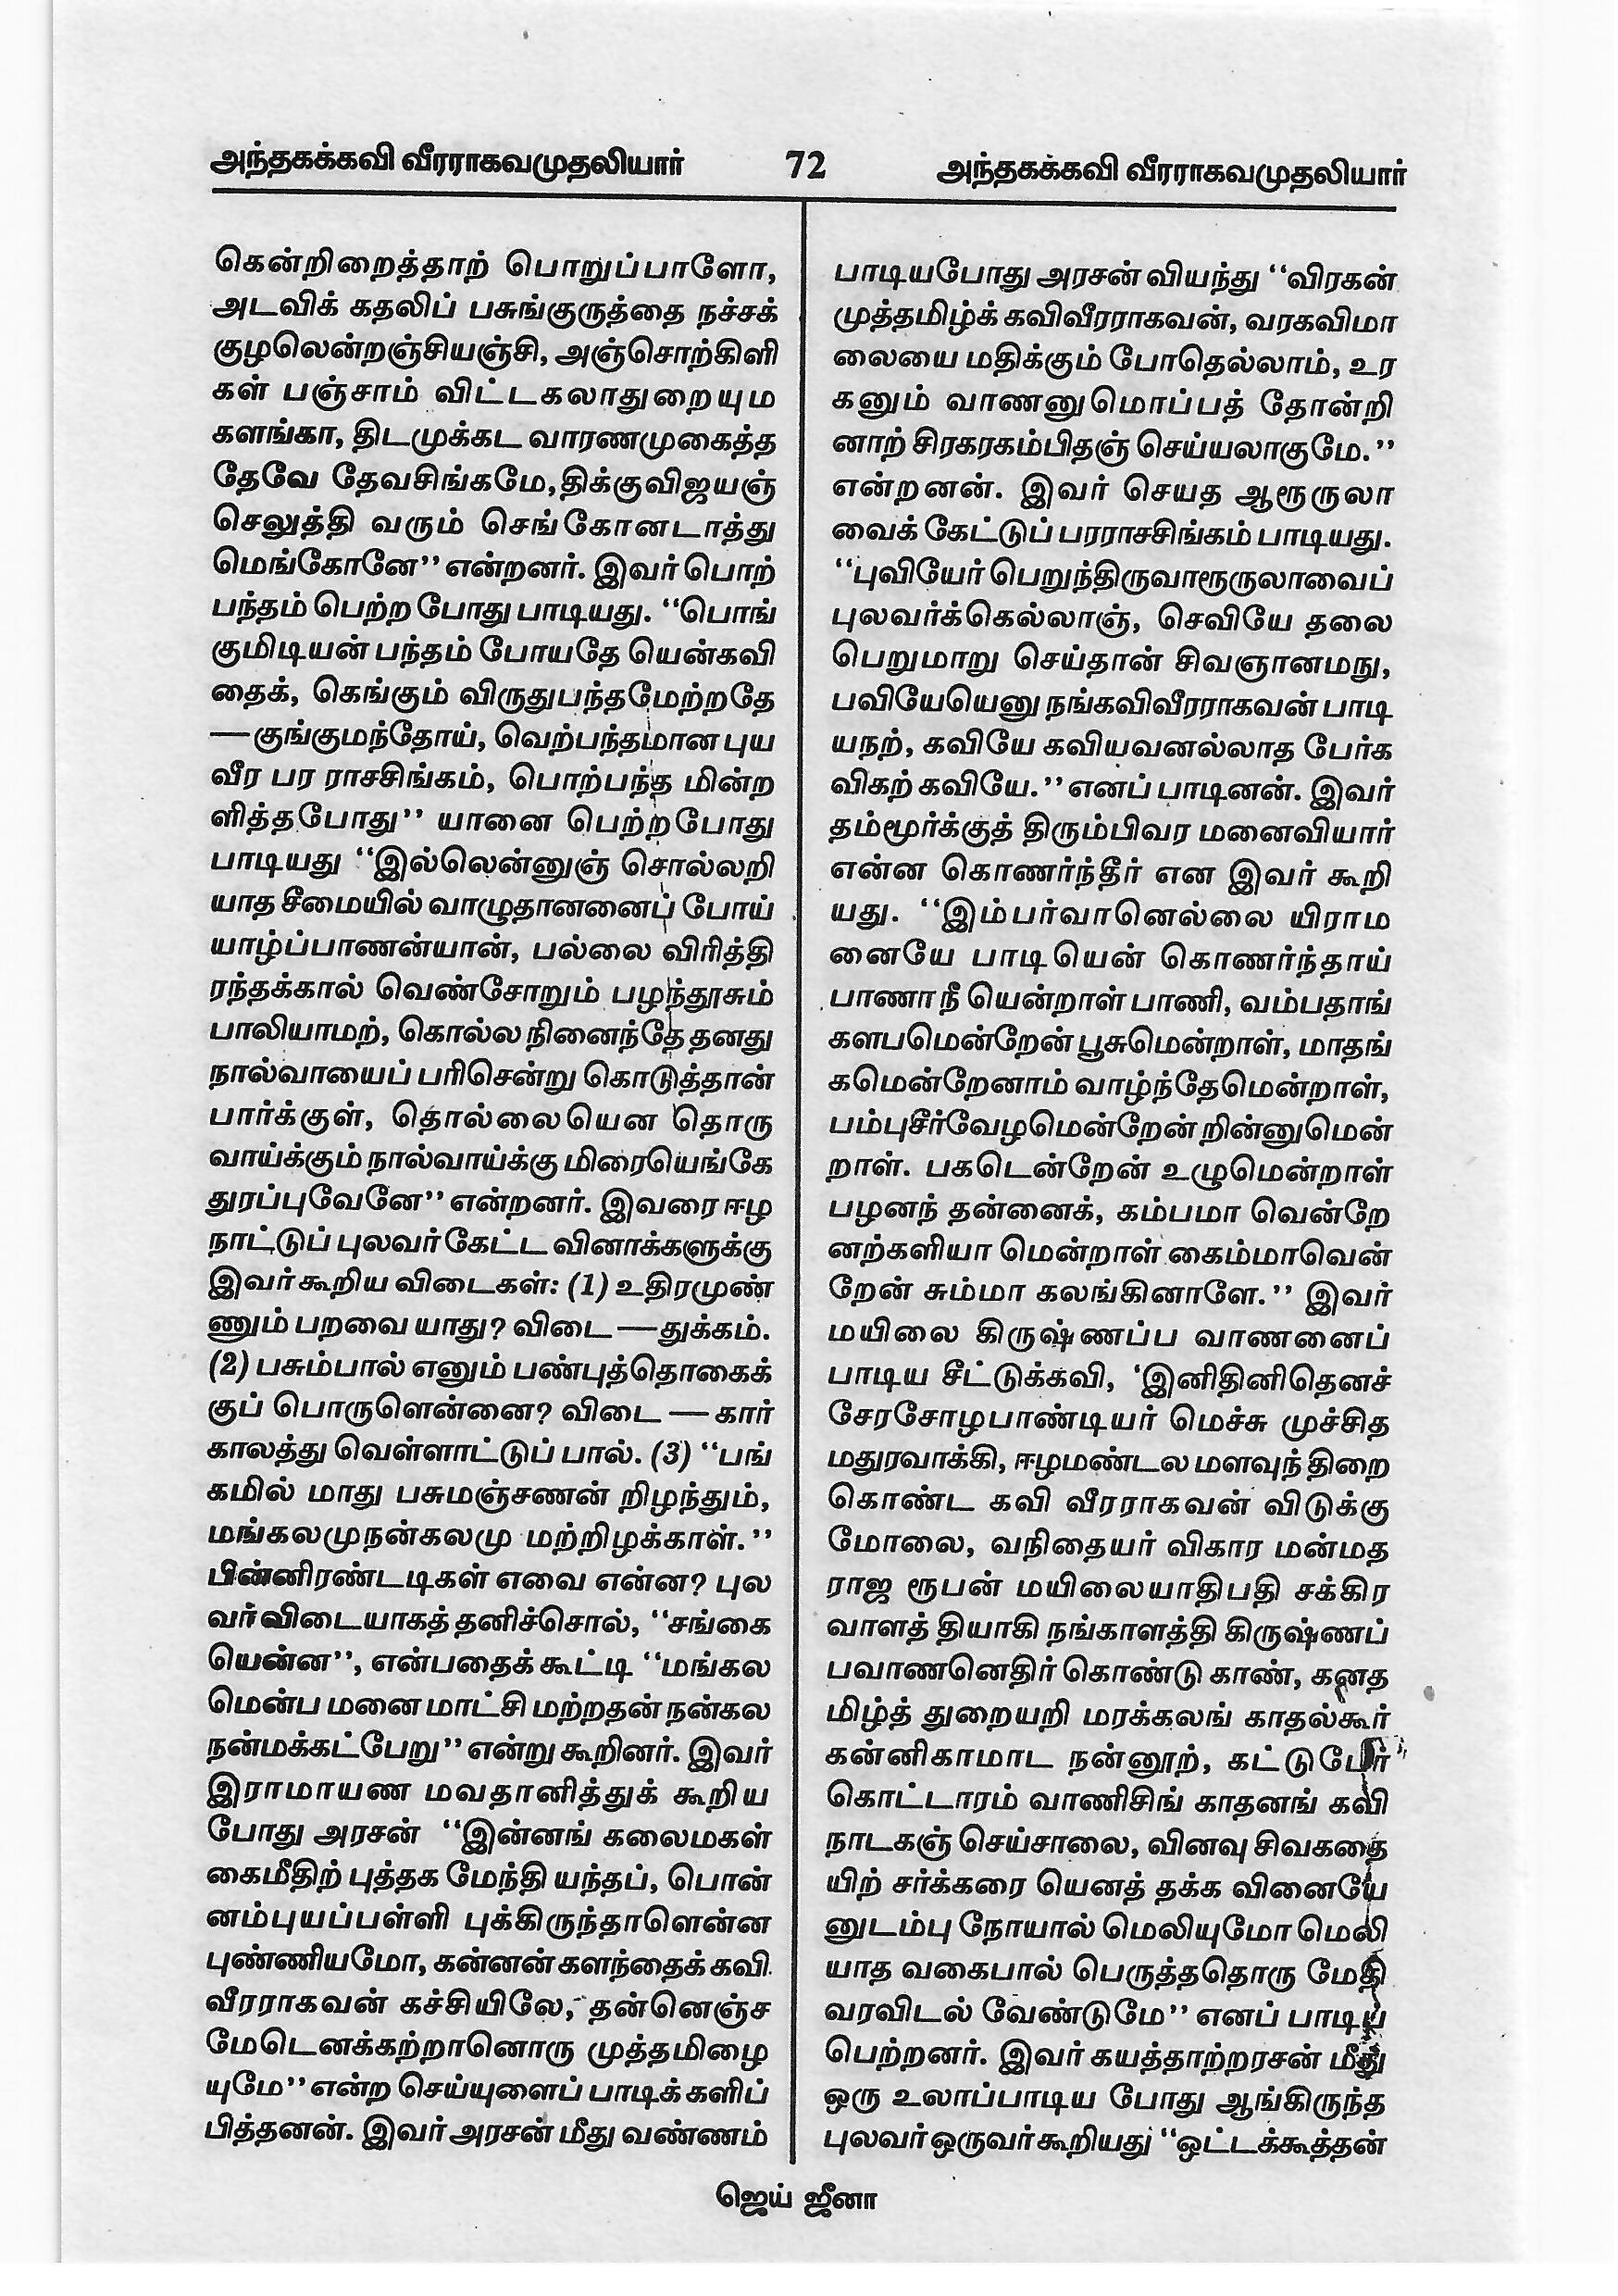 அந்தகக்கவி வீரராகவமுதலியார் 72 அந்தகக்கவி வீரராகவமுதலியார்
கென்றிறைத்தாற் பொறுப்பாளோ,
அடவிக் கதலிப் பசுங்குருத்தை நச்சக்
குழலென்றஞ்சியஞ்சி, அஞ்சொற்கிளி
கள் பஞ்சாம் விட்டகலாதுறையும
களங்கா, திடமுக்கட வாரணமுகைத்த
தேவே தேவசிங்கமே,திக்குவிஜயஞ்
செலுத்தி வரும் செங்கோனடாத்து
மெங்கோனே’’ என்றனர். இவர் பொற்
பந்தம் பெற்ற போது பாடியது. ‘‘பொங்
குமிடியன் பந்தம் போயதே யென்கவி
தைக், கெங்கும் விருதுபந்தமேற்றதே
—குங்குமந்தோய், வெற்பந்தமான புய
வீர பர ராசசிங்கம், பொற்பந்த மின்ற
ளித்தபோது’’ யானை பெற்றபோது
பாடியது ‘‘இல்லென்னுஞ் சொல்லறி
யாத சீமையில் வாழுதானனைப் போய்
யாழ்ப்பாணன்யான், பல்லை விரித்தி
ரந்தக்கால் வெண்சோறும் பழந்தூசும்
பாலியாமற், கொல்ல நினைந்தே தனது
நால்வாயைப் பரிசென்று கொடுத்தான்
பார்க்குள், தொல்லையென தொரு
வாய்க்கும் நால்வாய்க்கு மிரையெங்கே
துரப்புவேனே’’ என்றனர். இவரை ஈழ
நாட்டுப் புலவர் கேட்ட வினாக்களுக்கு
இவர் கூறிய விடைகள்: (1) உதிரமுண்
ணும் பறவை யாது? விடை —துக்கம்.
(2) பசும்பால் எனும் பண்புத்தொகைக்
குப் பொருளென்னை? விடை — கார்
காலத்து வெள்ளாட்டுப் பால். (3) ‘‘பங்
கமில் மாது பசுமஞ்சணன் றிழந்தும்,
மங்கலமுநன்கலமு மற்றிழக்காள்.’’
பின்னிரண்டடிகள் எவை என்ன? புல
வர் விடையாகத் தனிச்சொல், ‘‘சங்கை
யென்ன’’, என்பதைக் கூட்டி ‘‘மங்கல
மென்ப மனை மாட்சி மற்றதன் நன்கல
நன்மக்கட்பேறு’’ என்று கூறினர். இவர்
இராமாயண மவதானித்துக் கூறிய
போது அரசன் ‘‘இன்னங் கலைமகள்
கைமீதிற் புத்தக மேந்தி யந்தப், பொன்
னம்புயப்பள்ளி புக்கிருந்தாளென்ன
புண்ணியமோ, கன்னன் களந்தைக் கவி
வீரராகவன் கச்சியிலே, தன்னெஞ்ச
மேடெனக்கற்றானொரு முத்தமிழை
யுமே’’ என்ற செய்யுளைப் பாடிக் களிப்
பித்தனன். இவர் அரசன் மீது வண்ணம்
பாடியபோது அரசன் வியந்து ‘‘விரகன்
முத்தமிழ்க் கவிவீரராகவன், வரகவிமா
லையை மதிக்கும் போதெல்லாம், உர
கனும் வாணனுமொப்பத் தோன்றி
னாற் சிரகரகம்பிதஞ் செய்யலாகுமே.’’
என்றனன். இவர் செயத ஆரூருலா
வைக் கேட்டுப் பரராசசிங்கம் பாடியது.
‘‘புவியேர் பெறுந்திருவாரூருலாவைப்
புலவர்க்கெல்லாஞ், செவியே தலை
பெறுமாறு செய்தான் சிவஞானமநு,
பவியேயெனு நங்கவிவீரராகவன் பாடி
யநற், கவியே கவியவனல்லாத பேர்க
விகற் கவியே.’’ எனப் பாடினன். இவர்
தம்மூர்க்குத் திரும்பிவர மனைவியார்
என்ன கொணர்ந்தீர் என இவர் கூறி
யது. ‘‘இம்பர்வானெல்லை யிராம
னையே பாடியென் கொணர்ந்தாய்
பாணா நீ யென்றாள் பாணி, வம்பதாங்
களபமென்றேன் பூசுமென்றாள், மாதங்
கமென்றேனாம் வாழ்ந்தேமென்றாள்,
பம்புசீர்வேழமென்றேன் றின்னுமென்
றாள். பகடென்றேன் உழுமென்றாள்
பழனந் தன்னைக், கம்பமா வென்றே
னற்களியா மென்றாள் கைம்மாவென்
றேன் சும்மா கலங்கினாளே.’’ இவர்
மயிலை கிருஷ்ணப்ப வாணனைப்
பாடிய சீட்டுக்கவி, ‘இனிதினிதெனச்
சேரசோழபாண்டியர் மெச்சு முச்சித
மதுரவாக்கி, ஈழமண்டல மளவுந் திறை
கொண்ட கவி வீரராகவன் விடுக்கு
மோலை, வநிதையர் விகார மன்மத
ராஜ ரூபன் மயிலையாதிபதி சக்கிர
வாளத் தியாகி நங்காளத்தி கிருஷ்ணப்
பவாணனெதிர் கொண்டு காண், கனத
மிழ்த் துறையறி மரக்கலங் காதல்கூர்
கன்னிகாமாட நன்னூற், கட்டுபேர்
கொட்டாரம் வாணிசிங் காதனங் கவி
நாடகஞ் செய்சாலை, வினவு சிவகதை
யிற் சர்க்கரை யெனத் தக்க வினையே
னுடம்பு நோயால் மெலியுமோ மெலி
யாத வகைபால் பெருத்ததொரு மேதி
வரவிடல் வேண்டுமே’’ எனப் பாடிப்
பெற்றனர். இவர் கயத்தாற்றரசன் மீது
ஒரு உலாப்பாடிய போது ஆங்கிருந்த
புலவர் ஒருவர் கூறியது ‘‘ஒட்டக்கூத்தன்
ஜெய் ஜீனா